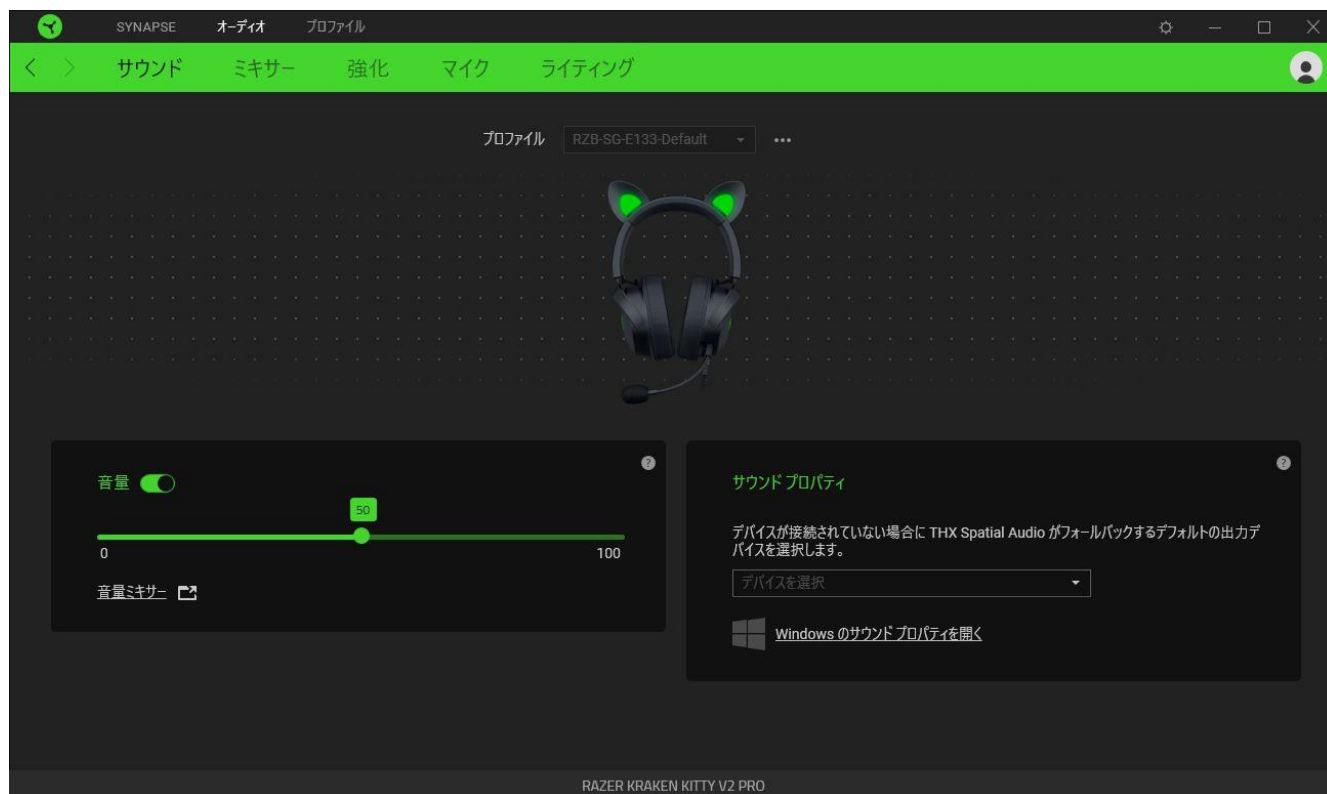 SYNAPSE オーディオ プロファイル
サウンド ミキサー 強化 マイク ライティング
プロファイル RZB-SG-E133-Default
音量
50
0 100
音量ミキサー
サウンド プロパティ
デバイスが接続されていない場合に THX Spatial Audio がフォールバックするデフォルトの出力デ
バイスを選択します。
デバイスを選択
Windows のサウンド プロパティを開く
RAZER KRAKEN KITTY V2 PRO